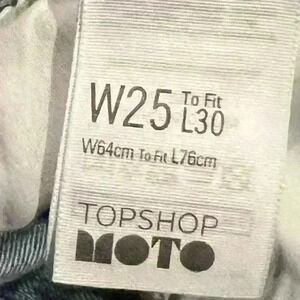 W25 To Fit L30
W64cm To Fit L76cm
TOPSHOP
MOTO